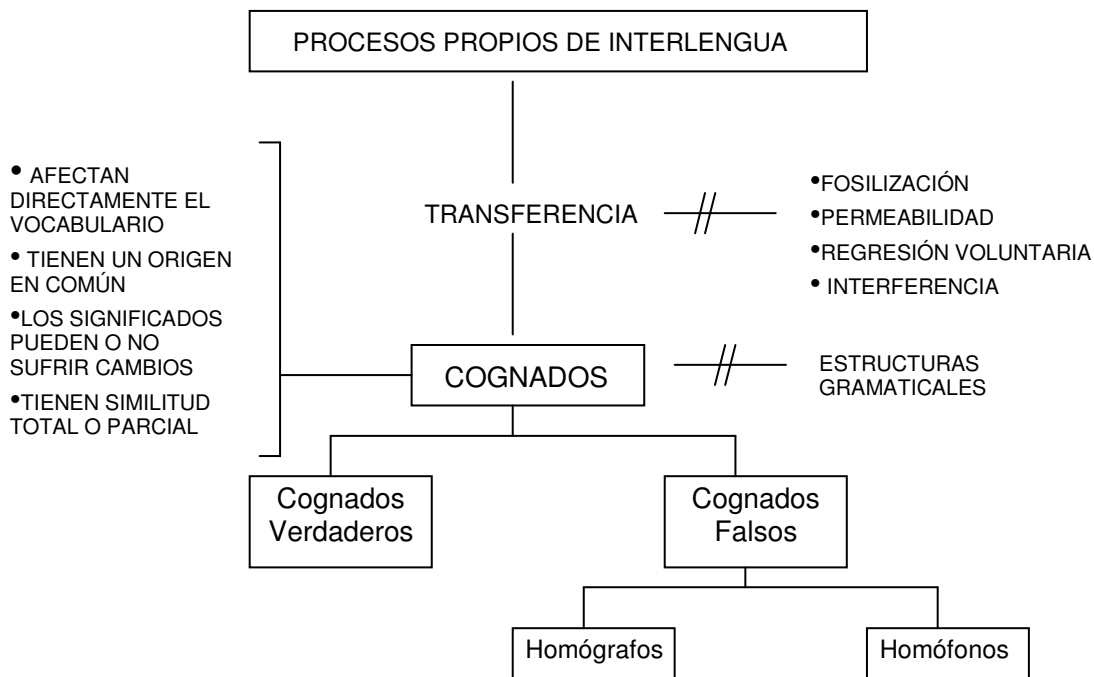 PROCESOS PROPIOS DE INTERLENGUA
• AFECTAN
DIRECTAMENTE EL
VOCABULARIO
• TIENEN UN ORIGEN
EN COMÚN
•LOS SIGNIFICADOS
PUEDEN O NO
SUFRIR CAMBIOS
•TIENEN SIMILITUD
TOTAL O PARCIAL
TRANSFERENCIA
•FOSILIZACIÓN
•PERMEABILIDAD
•REGRESIÓN VOLUNTARIA
• INTERFERENCIA
COGNADOS
ESTRUCTURAS
GRAMATICALES
Cognados
Verdaderos
Cognados
Falsos
Homógrafos
Homófonos